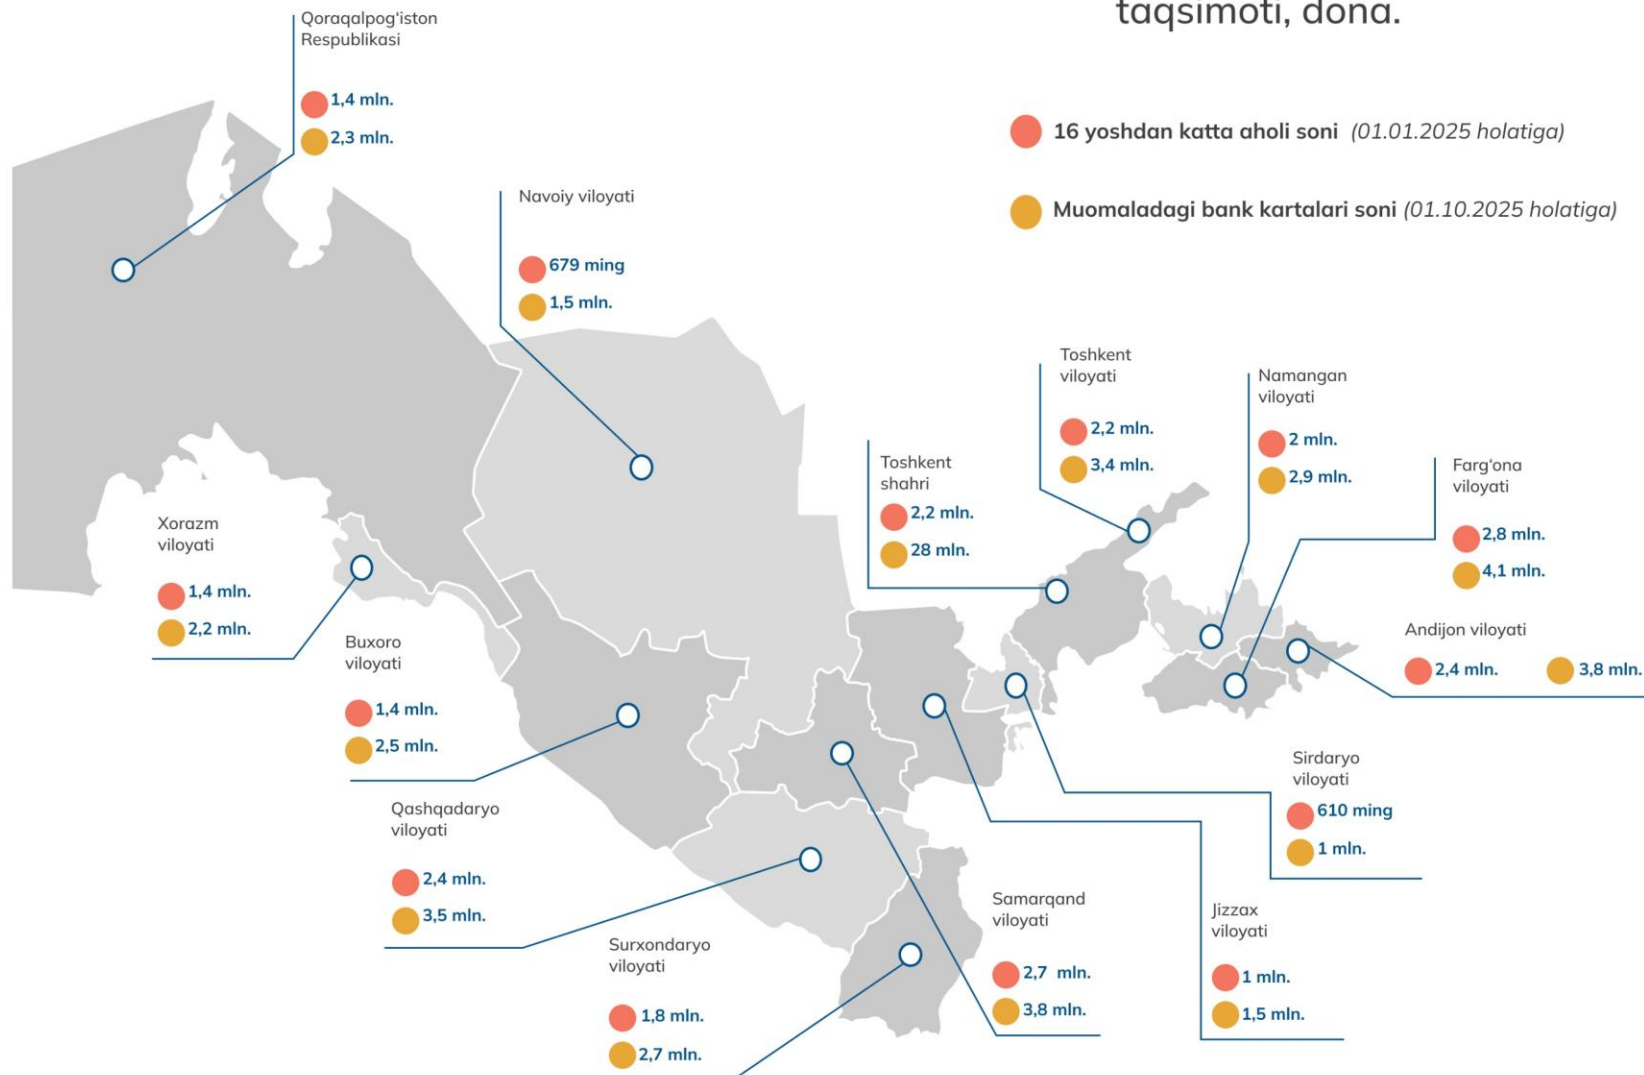 taqsimoti, dona.
16 yoshdan katta aholi soni (01.01.2025 holatiga)
Muomaladagi bank kartalari soni (01.10.2025 holatiga)
Qoraqalpog‘iston
Respublikasi
1,4 mln.
2,3 mln.
Navoiy viloyati
679 ming
1,5 mln.
Toshkent
viloyati
2,2 mln.
3,4 mln.
Namangan
viloyati
2 mln.
2,9 mln.
Toshkent
shahri
2,2 mln.
28 mln.
Farg‘ona
viloyati
2,8 mln.
4,1 mln.
Xorazm
viloyati
1,4 mln.
2,2 mln.
Andijon viloyati
2,4 mln.
3,8 mln.
Buxoro
viloyati
1,4 mln.
2,5 mln.
Sirdaryo
viloyati
610 ming
1 mln.
Qashqadaryo
viloyati
2,4 mln.
3,5 mln.
Samarqand
viloyati
2,7 mln.
3,8 mln.
Jizzax
viloyati
1 mln.
1,5 mln.
Surxondaryo
viloyati
1,8 mln.
2,7 mln.